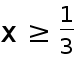 x ≥ 1/3